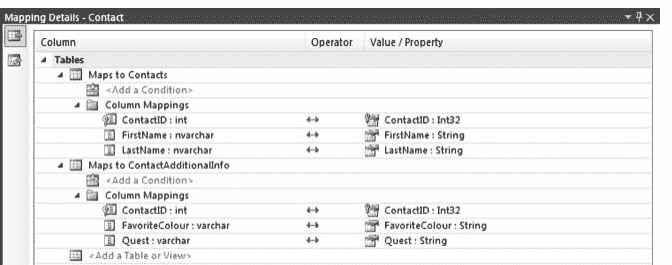 Mapping Details - Contact
Column Operator Value / Property
Tables
Maps to Contacts
<Add a Condition>
Column Mappings
ContactID : int ContactID : Int32
FirstName : nvarchar FirstName : String
LastName : nvarchar LastName : String
Maps to ContactAdditionalInfo
<Add a Condition>
Column Mappings
ContactID : int ContactID : Int32
FavoriteColour : varchar FavoriteColour : String
Quest : varchar Quest : String
<Add a Table or View>